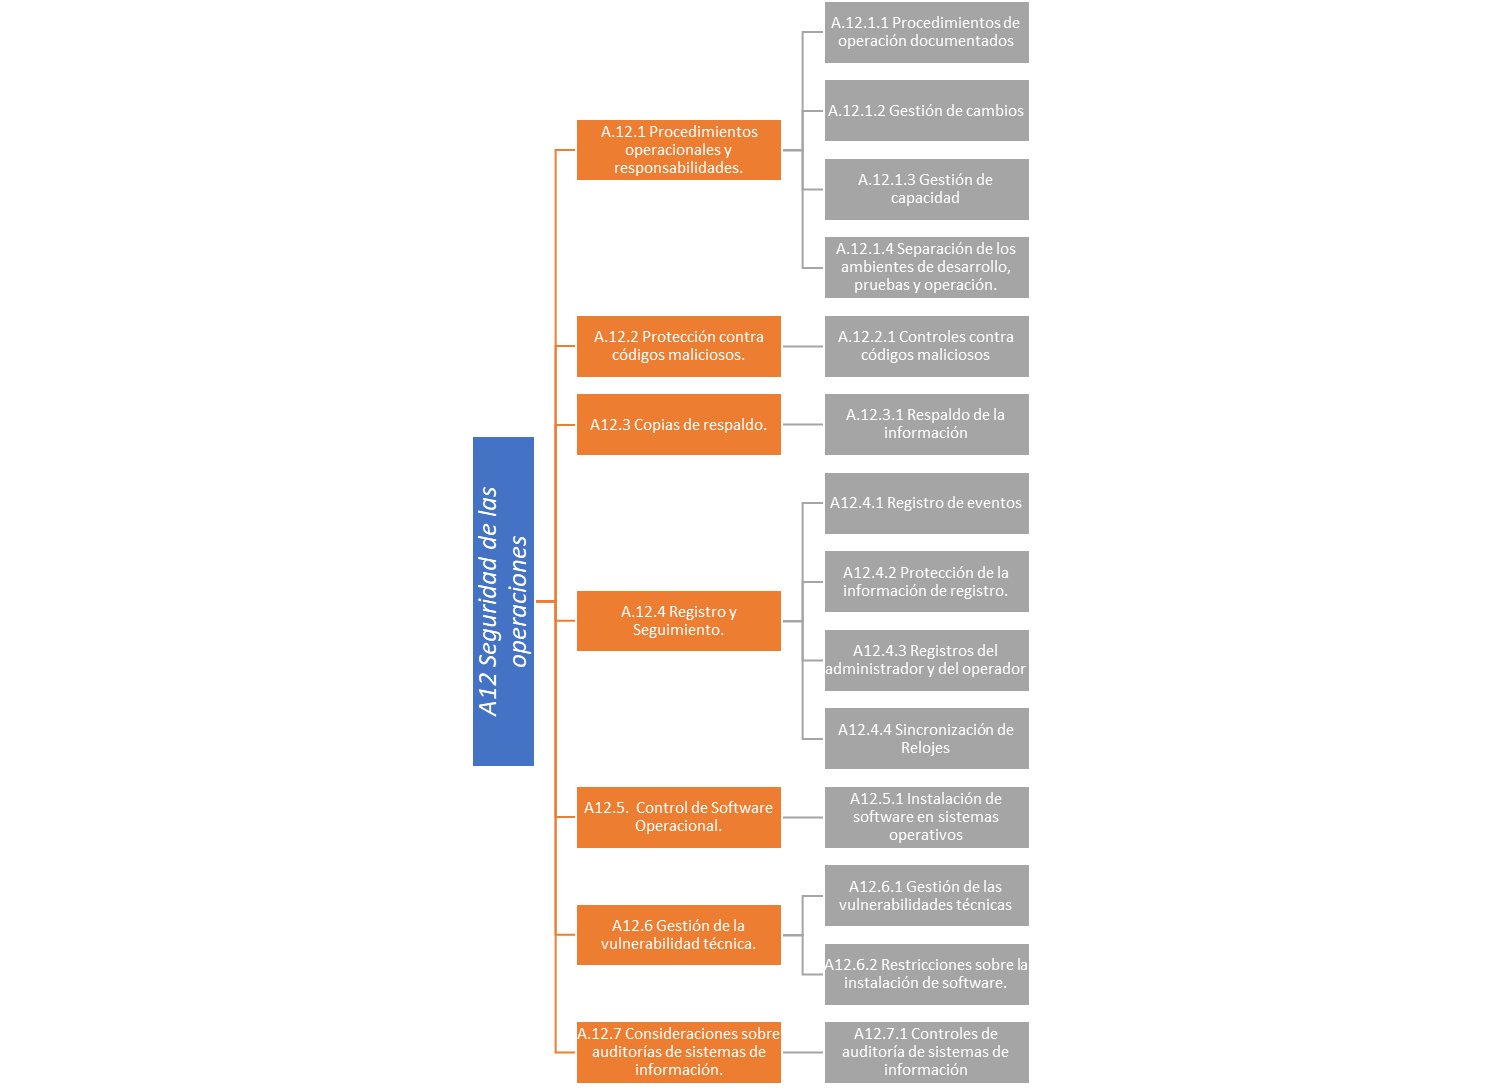 A12 Seguridad de las
operaciones
A.12.1 Procedimientos
operacionales y
responsabilidades.
A.12.1.1 Procedimientos de
operación documentados
A.12.1.2 Gestión de cambios
A.12.1.3 Gestión de
capacidad
A.12.1.4 Separación de los
ambientes de desarrollo,
pruebas y operación.
A.12.2 Protección contra
códigos maliciosos.
A.12.2.1 Controles contra
códigos maliciosos
A12.3 Copias de respaldo.
A.12.3.1 Respaldo de la
información
A.12.4 Registro y
Seguimiento.
A12.4.1 Registro de eventos
A12.4.2 Protección de la
información de registro.
A12.4.3 Registros del
administrador y del operador
A12.4.4 Sincronización de
Relojes
A12.5.  Control de Software
Operacional.
A12.5.1 Instalación de
software en sistemas
operativos
A12.6 Gestión de la
vulnerabilidad técnica.
A12.6.1 Gestión de las
vulnerabilidades técnicas
A12.6.2 Restricciones sobre la
instalación de software.
A.12.7 Consideraciones sobre
auditorías de sistemas de
información.
A12.7.1 Controles de
auditoría de sistemas de
información